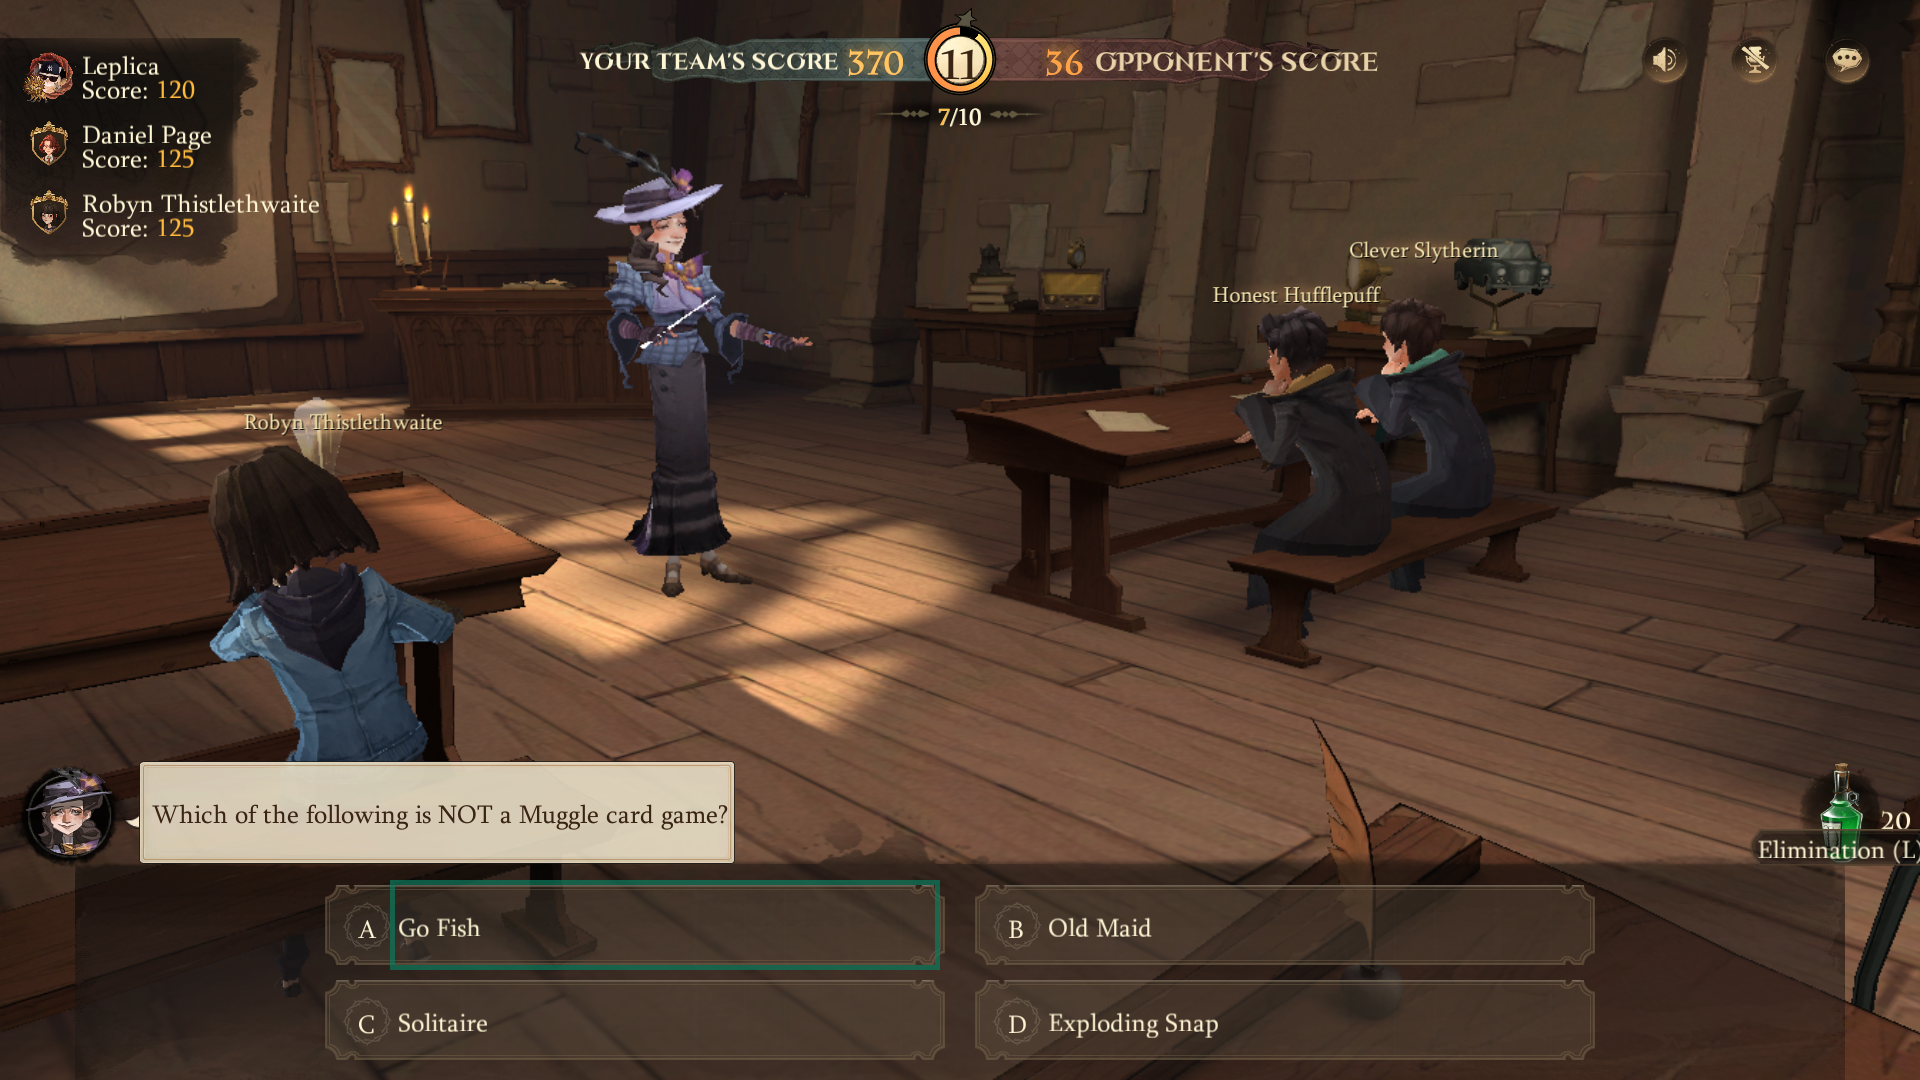 YOUR TEAM'S SCORE 370 11 36 OPPONENT'S SCORE
7/10
Leplica
Score: 120
Daniel Page
Score: 125
Robyn Thistlethwaite
Score: 125
Clever Slytherin
Honest Hufflepuff
Robyn Thistlethwaite
Which of the following is NOT a Muggle card game?
20
Elimination (L)
A Go Fish
B Old Maid
C Solitaire
D Exploding Snap